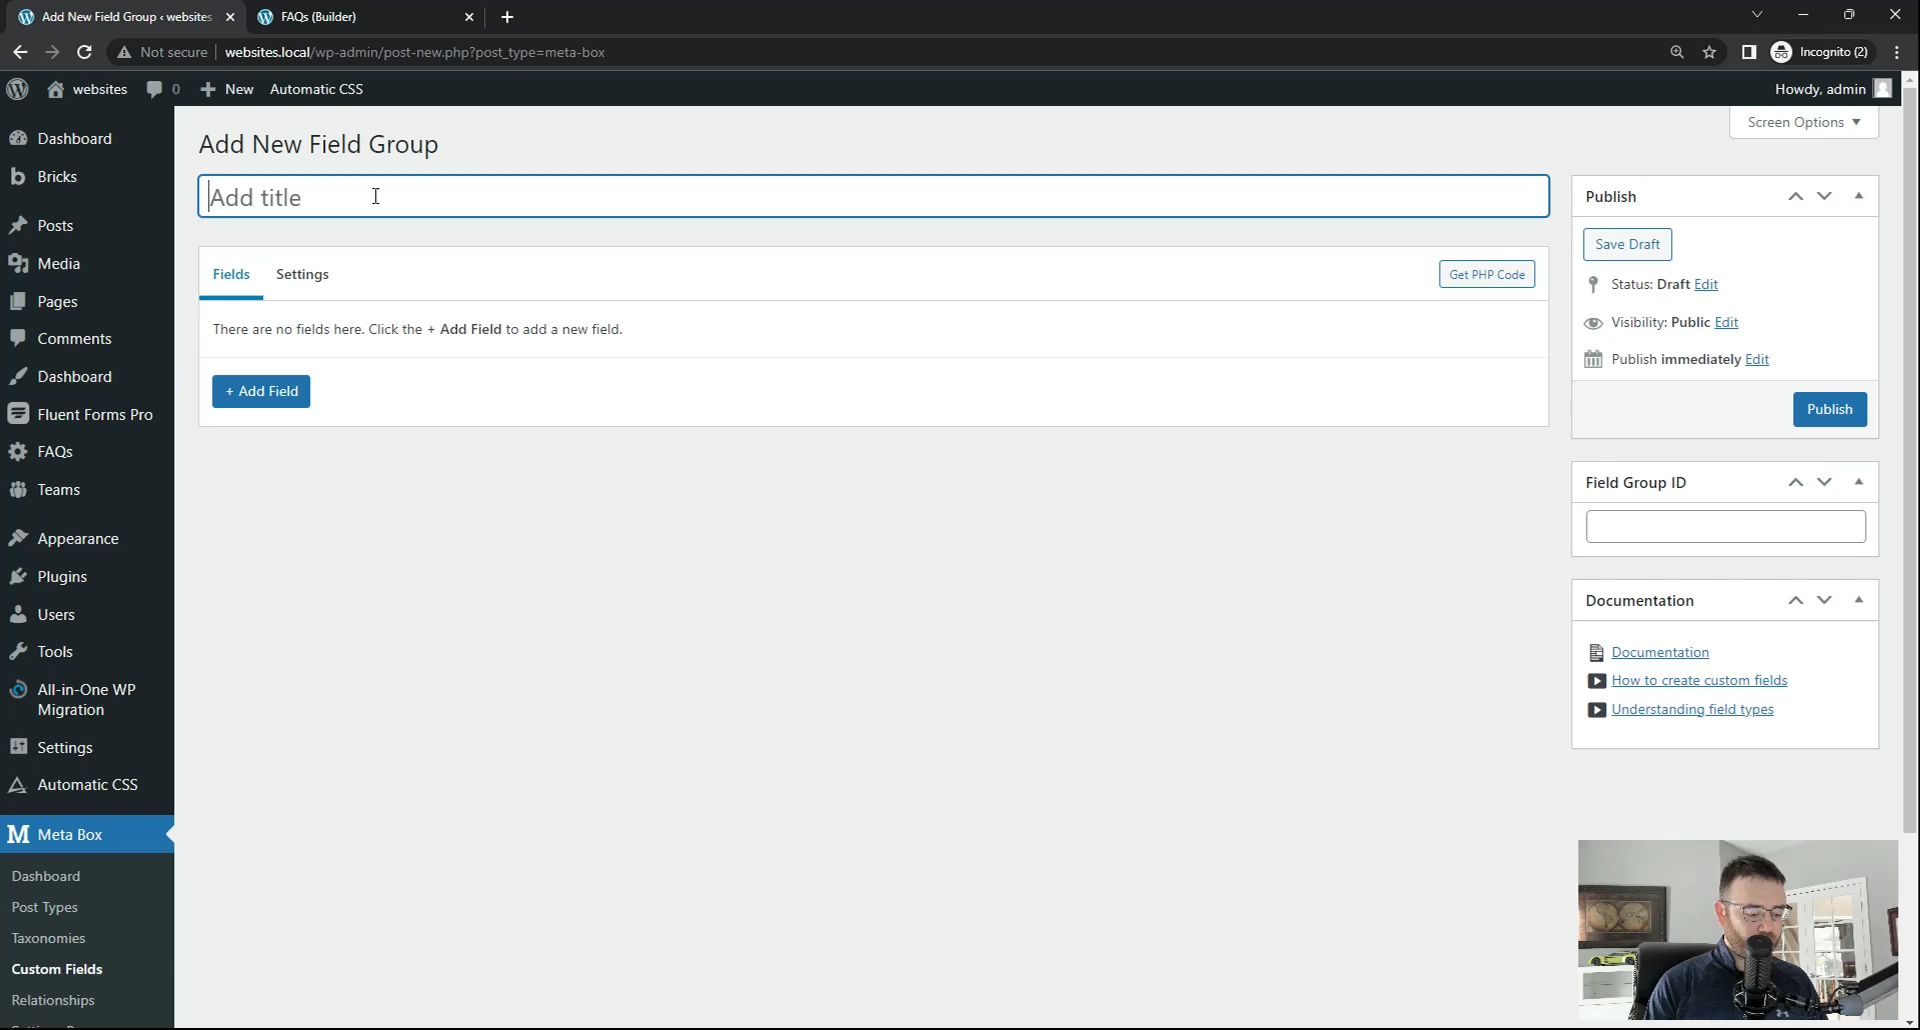 Add New Field Group ‹ websites
FAQs (Builder)
Not secure
websites.local/wp-admin/post-new.php?post_type=meta-box
Incognito (2)
websites
0
New
Automatic CSS
Howdy, admin
Screen Options
Dashboard
Bricks
Posts
Media
Pages
Comments
Dashboard
Fluent Forms Pro
FAQs
Teams
Appearance
Plugins
Users
Tools
All-in-One WP
Migration
Settings
Automatic CSS
Meta Box
Dashboard
Post Types
Taxonomies
Custom Fields
Relationships
Add New Field Group
Add title
Fields
Settings
Get PHP Code
There are no fields here. Click the + Add Field to add a new field.
+ Add Field
Publish
Save Draft
Status: Draft Edit
Visibility: Public Edit
Publish immediately Edit
Publish
Field Group ID
Documentation
Documentation
How to create custom fields
Understanding field types